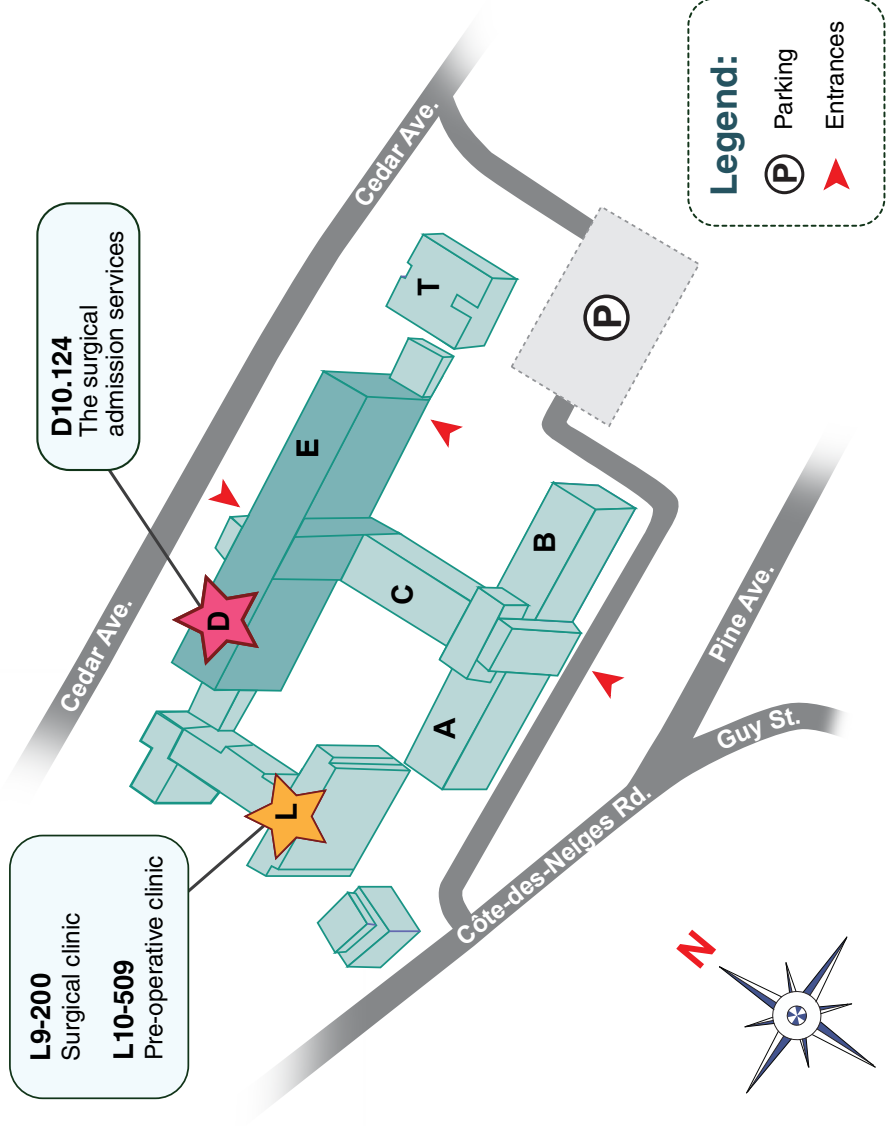 L9-200
Surgical clinic
L10-509
Pre-operative clinic
D10.124
The surgical
admission services
Cedar Ave.
Cedar Ave.
D
E
T
L
C
A
B
P
Côte-des-Neiges Rd.
Guy St.
Pine Ave.
N
Legend:
P Parking
Entrances